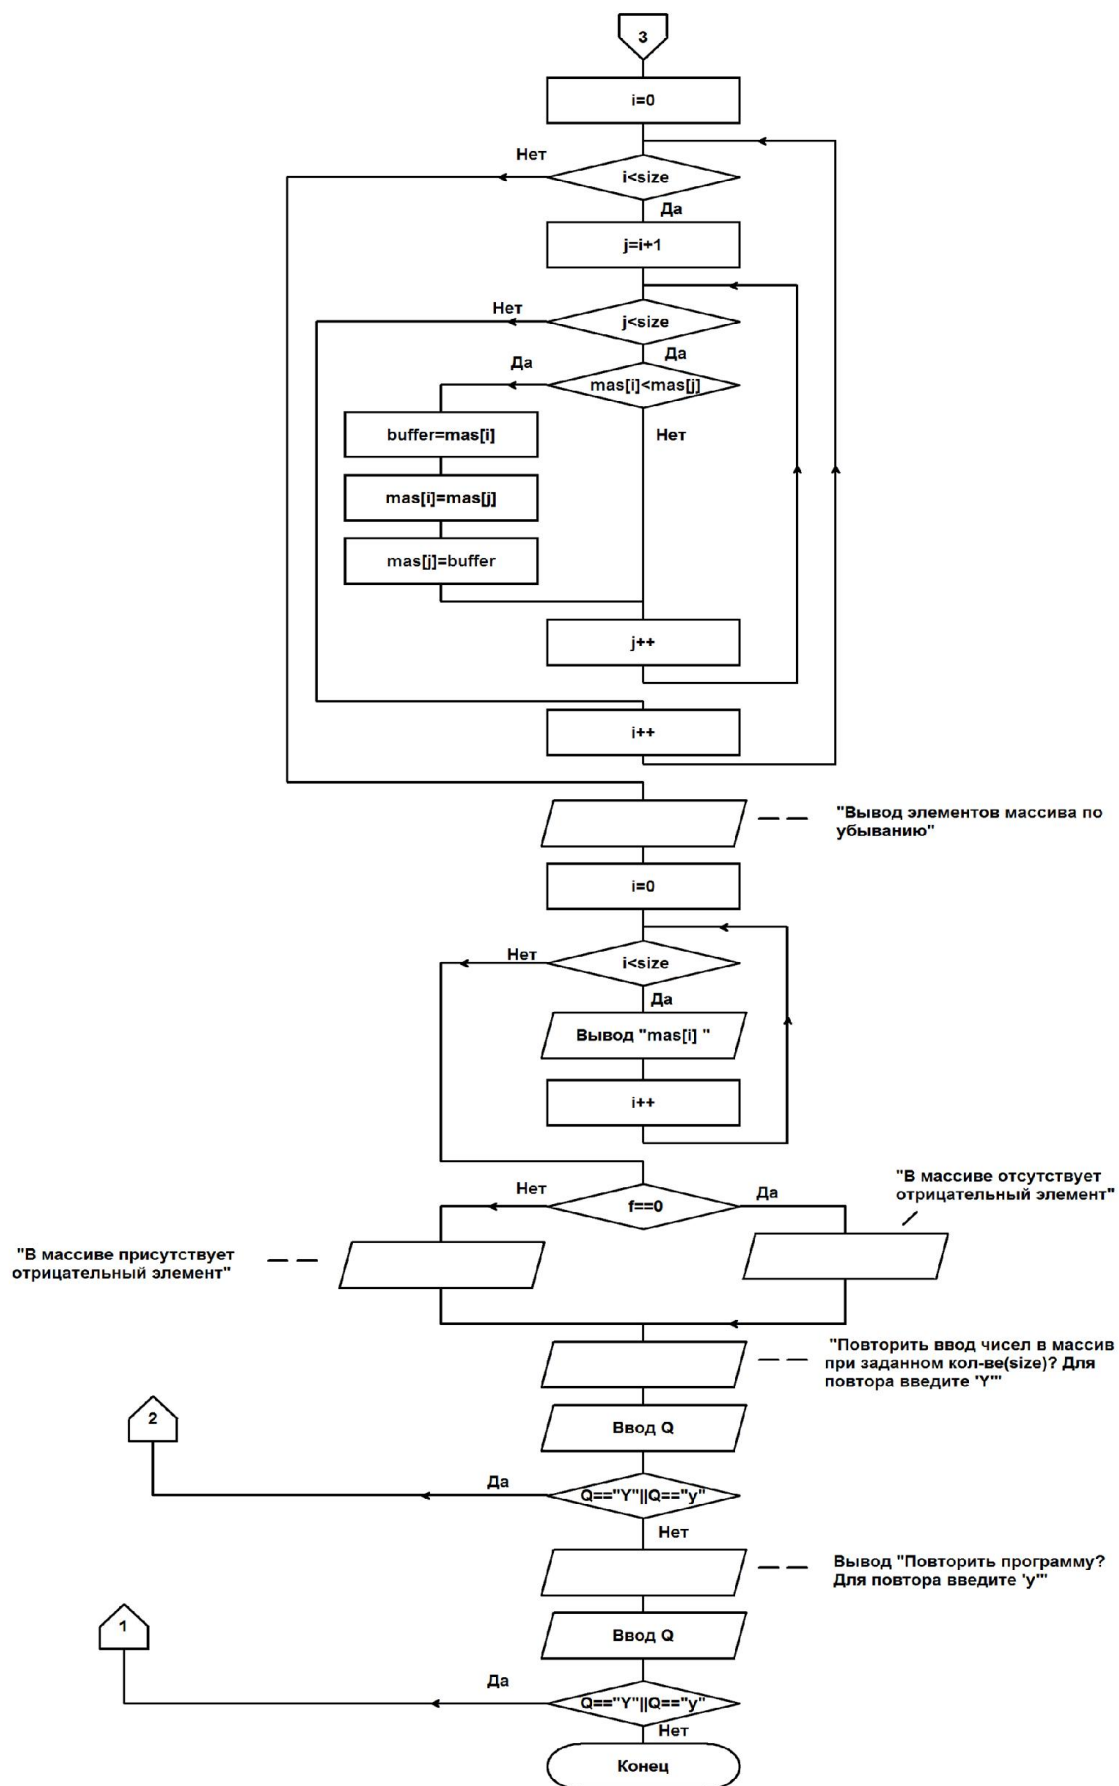 3
i=0
Нет
i<size
Да
j=i+1
Нет
j<size
Да
Да
mas[i]<mas[j]
buffer=mas[i]
Нет
mas[i]=mas[j]
mas[j]=buffer
j++
i++
"Вывод элементов массива по
убыванию"
i=0
Нет
i<size
Да
Вывод "mas[i] "
i++
Нет
f==0
Да
"В массиве отсутствует
отрицательный элемент"
"В массиве присутствует
отрицательный элемент"
"Повторить ввод чисел в массив
при заданном кол-ве(size)? Для
повтора введите 'Y'"
2
Ввод Q
Да
Q=="Y"||Q=="y"
Нет
Вывод "Повторить программу?
Для повтора введите 'y'"
1
Ввод Q
Да
Q=="Y"||Q=="y"
Нет
Конец